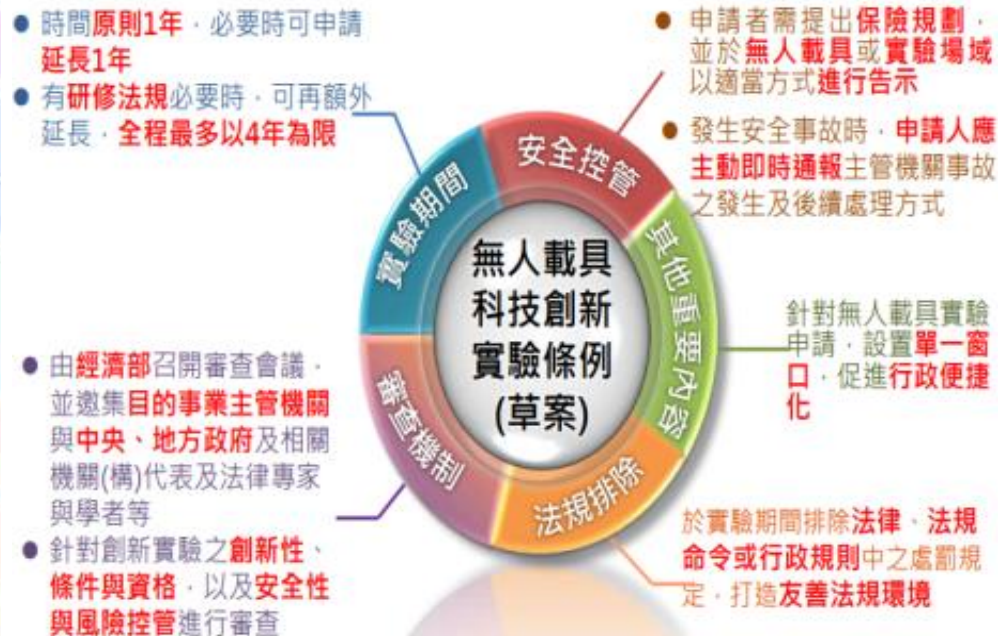 ● 時間原則1年，必要時可申請
延長1年
● 有研修法規必要時，可再額外
延長，全程最多以4年為限
● 申請者需提出保險規劃，
並於無人載具或實驗場域
以適當方式進行告示
● 發生安全事故時，申請人應
主動即時通報主管機關事故
之發生及後續處理方式
實驗期間
安全控管
其他重要內容
審查機制
法規排除
無人載具
科技創新
實驗條例
(草案)
針對無人載具實驗
申請，設置單一窗
口，促進行政便捷
化
● 由經濟部召開審查會議，
並邀集目的事業主管機關
與中央、地方政府及相關
機關(構)代表及法律專家
與學者等
● 針對創新實驗之創新性、
條件與資格，以及安全性
與風險控管進行審查
於實驗期間排除法律、法規
命令或行政規則中之處罰規
定，打造友善法規環境